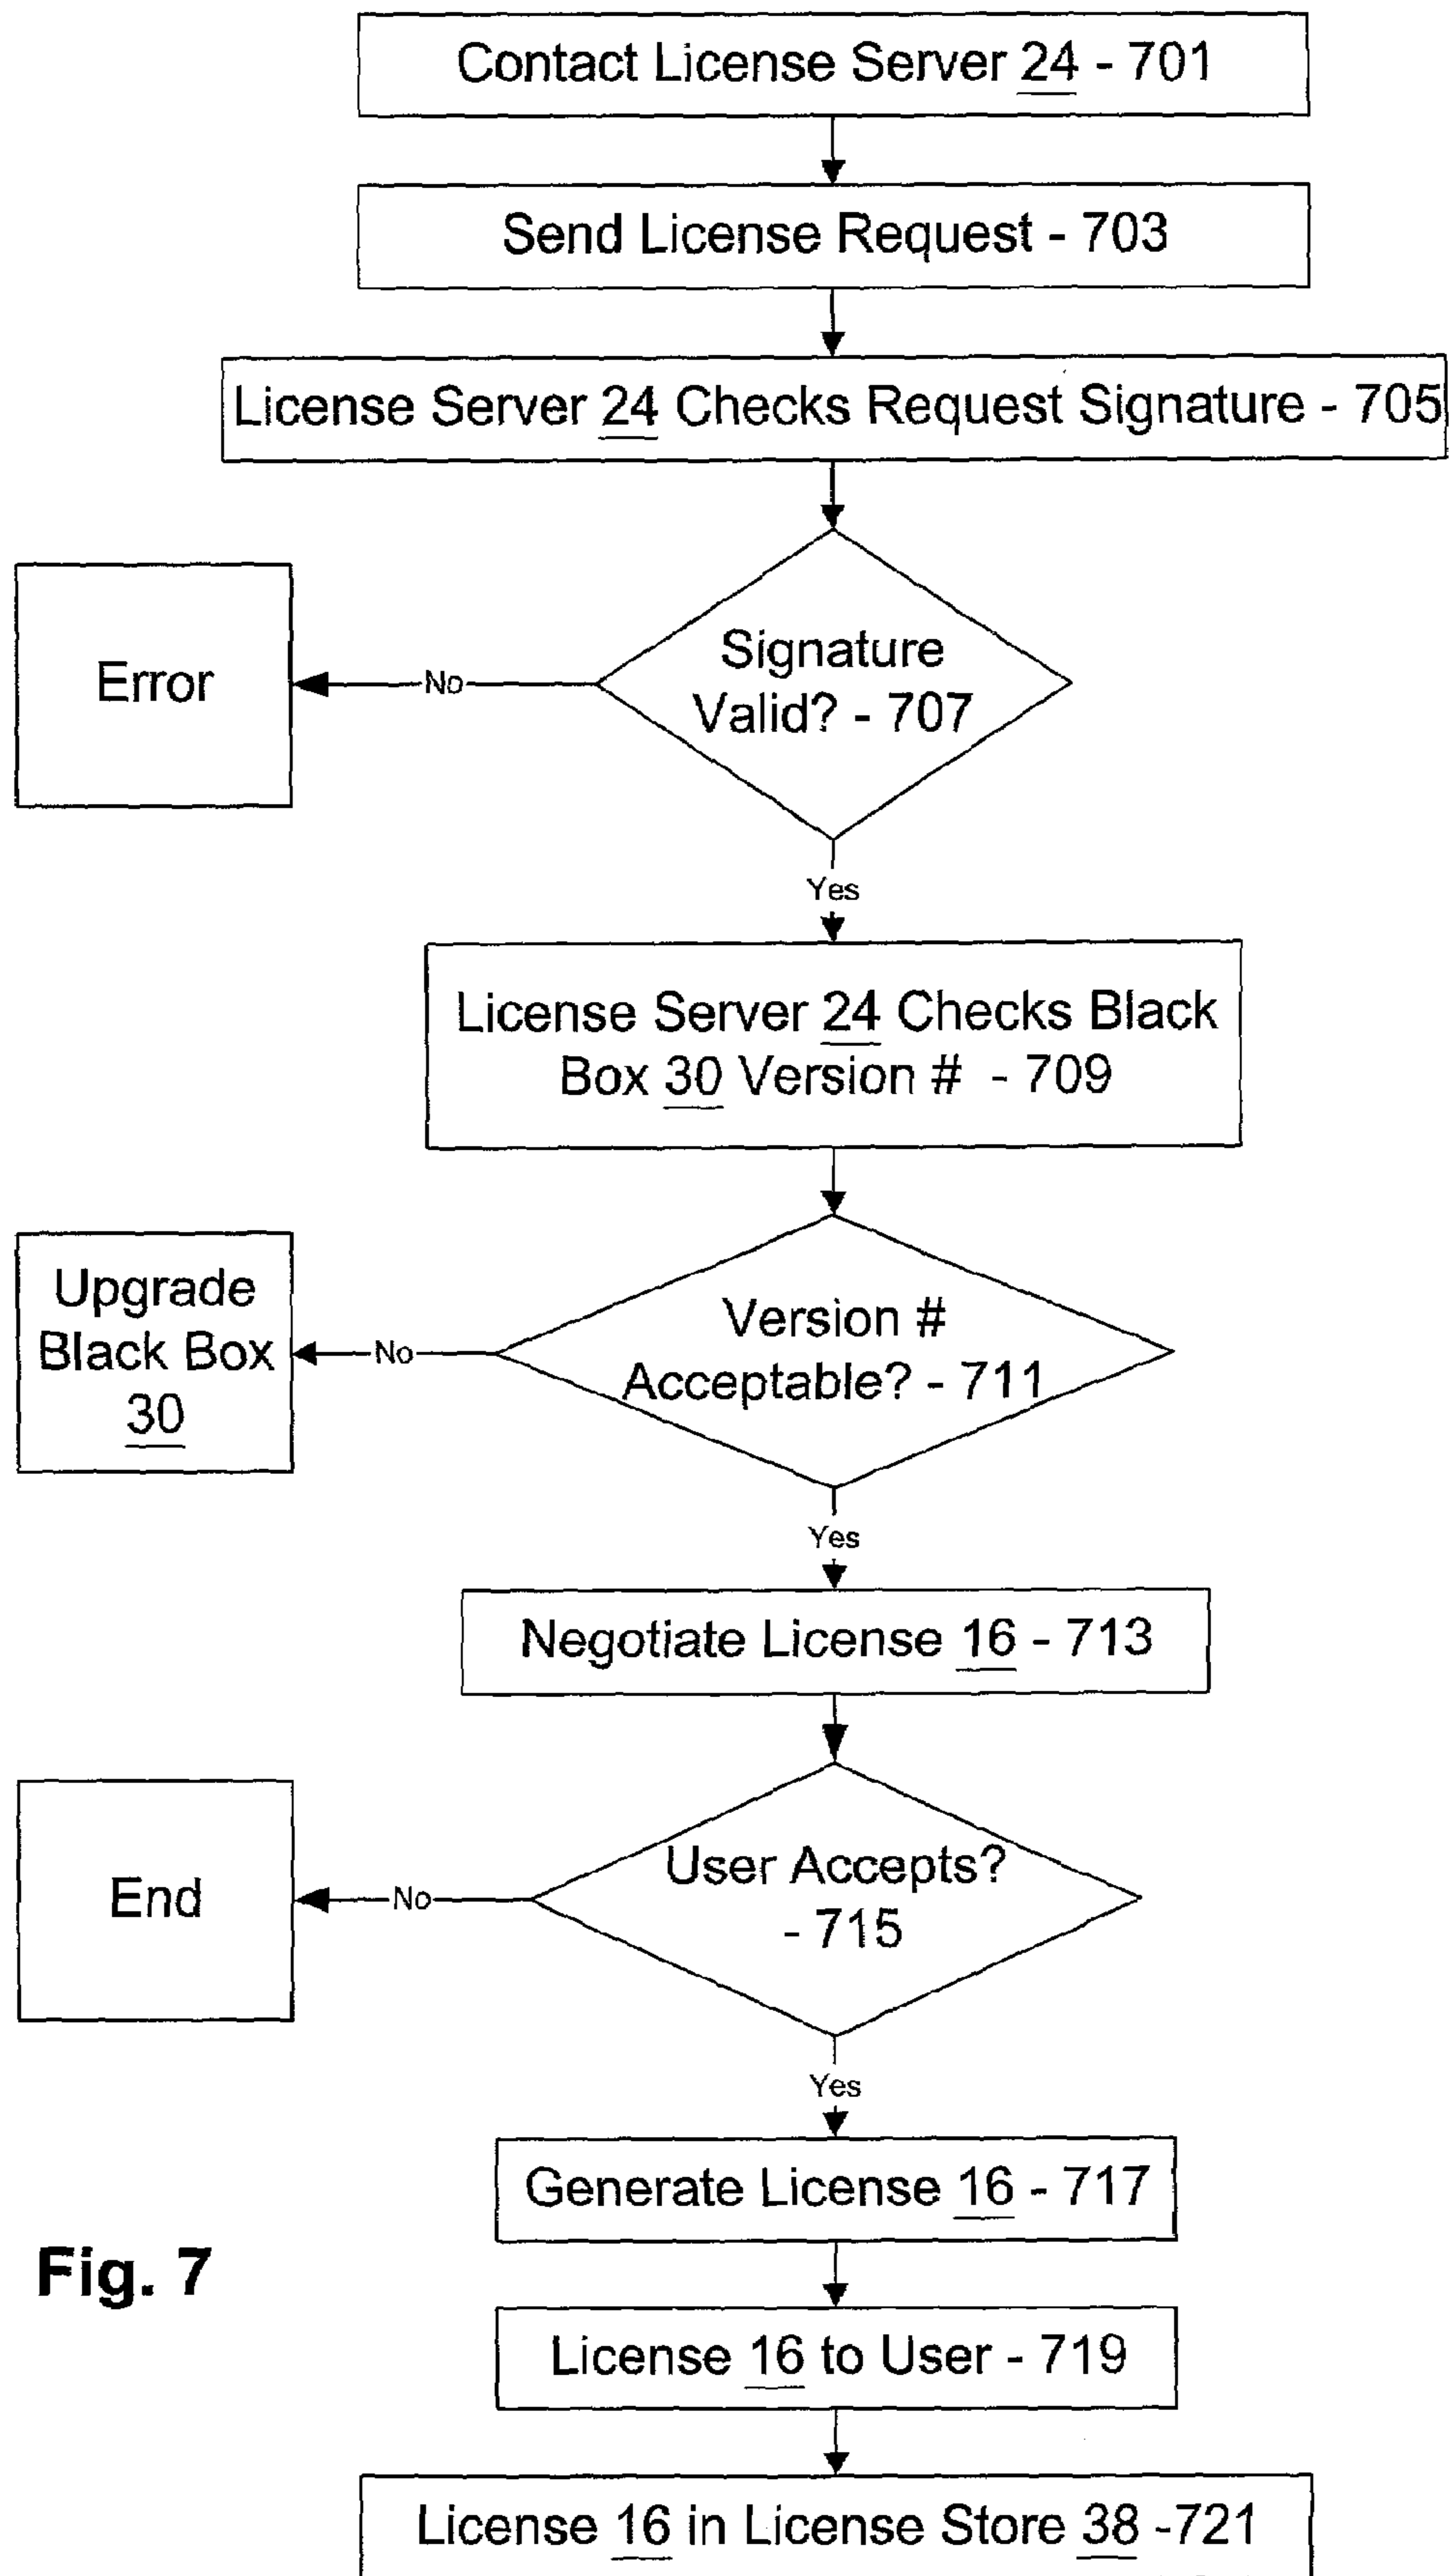 Contact License Server 24 - 701
Send License Request - 703
License Server 24 Checks Request Signature - 705
Signature
Valid? - 707
No
Error
Yes
License Server 24 Checks Black
Box 30 Version # - 709
Version #
Acceptable? - 711
No
Upgrade
Black Box
30
Yes
Negotiate License 16 - 713
User Accepts?
- 715
No
End
Yes
Generate License 16 - 717
Fig. 7
License 16 to User - 719
License 16 in License Store 38 -721